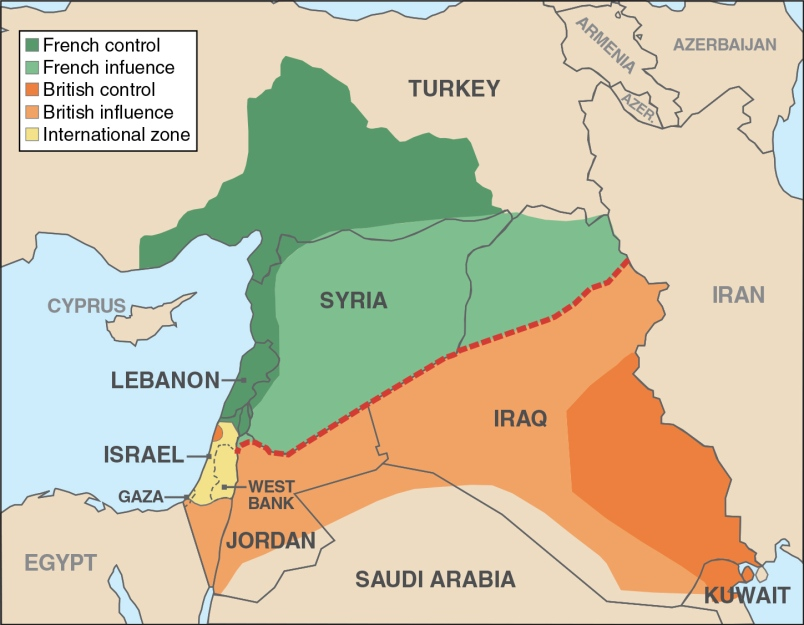 French control
French infuence
British control
British influence
International zone
TURKEY
ARMENIA
AZERBAIJAN
AZER.
CYPRUS
SYRIA
IRAN
LEBANON
IRAQ
ISRAEL
GAZA
WEST
BANK
JORDAN
EGYPT
SAUDI ARABIA
KUWAIT